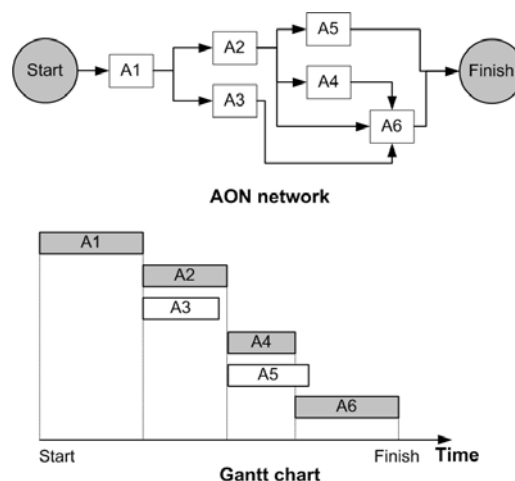 A5
A2
Start
A1
Finish
A4
A3
A6
AON network
A1
A2
A3
A4
A5
A6
Start
Finish
Time
Gantt chart